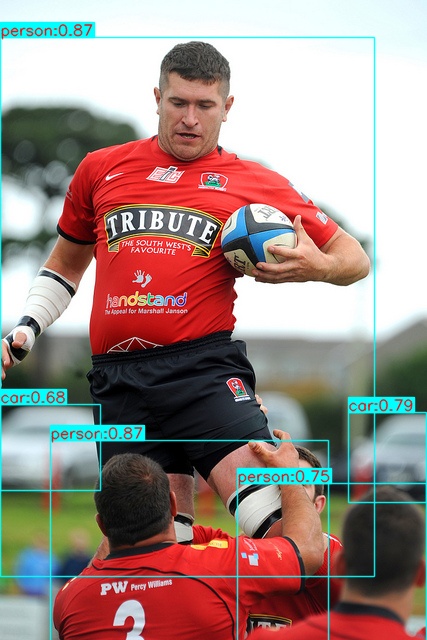 person:0.87
TRIBUTE
THE SOUTH WEST'S
FAVOURITE
handstand
The Appeal for Marshall Janson
car:0.68
car:0.79
person:0.87
person:0.75
PW Percy Williams
3